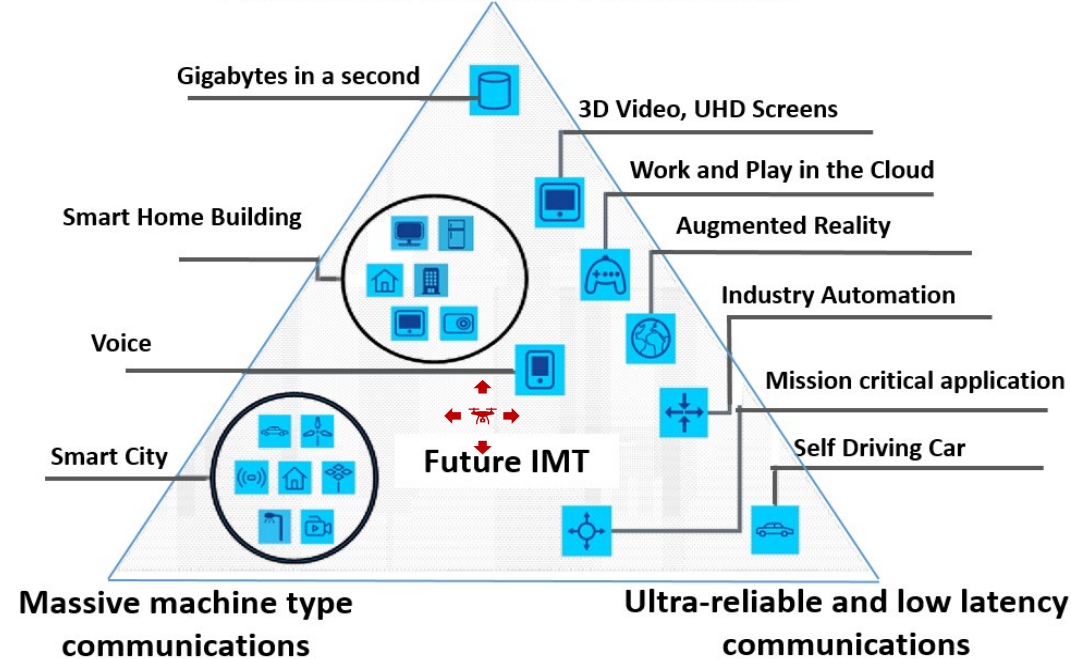 Gigabytes in a second
3D Video, UHD Screens
Work and Play in the Cloud
Smart Home Building
Augmented Reality
Industry Automation
Voice
Mission critical application
Self Driving Car
Smart City
Future IMT
Massive machine type
communications
Ultra-reliable and low latency
communications